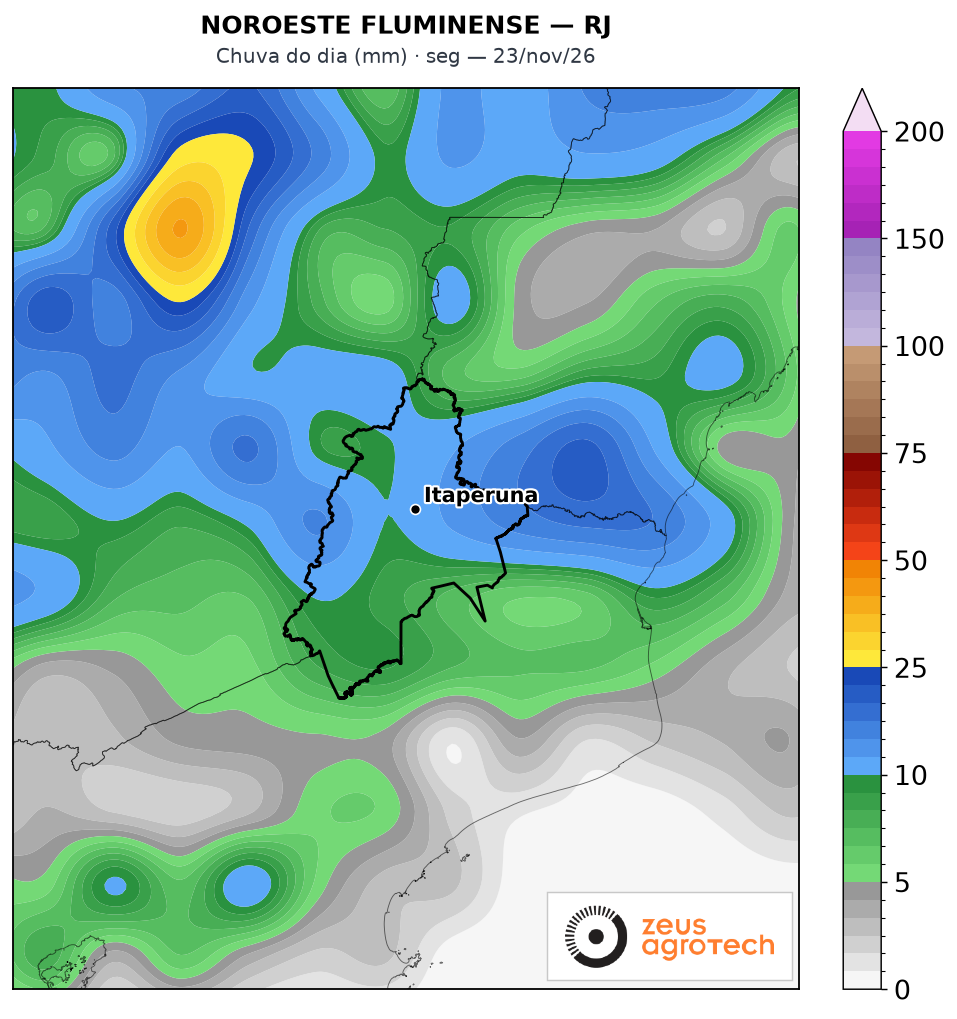 NOROESTE FLUMINENSE — RJ
Chuva do dia (mm) · seg — 23/nov/26
200
150
100
75
50
25
10
5
0
Itaperuna
zeus
agrotech